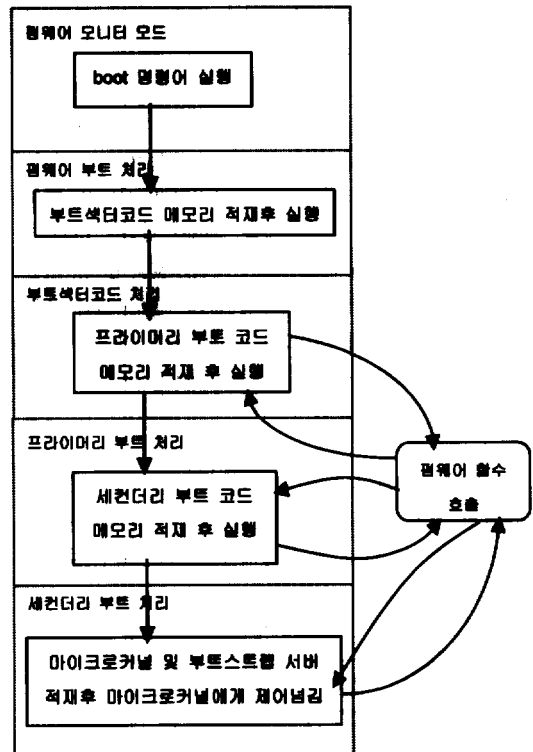 펌웨어 모니터 모드
boot 명령어 실행
펌웨어 부트 처리
부트섹터코드 메모리 적재후 실행
부트섹터코드 처리
프라이머리 부트 코드
메모리 적재 후 실행
프라이머리 부트 처리
펌웨어 함수
호출
세컨더리 부트 코드
메모리 적재 후 실행
세컨더리 부트 처리
마이크로커널 및 부트스트랩 서버
적재후 마이크로커널에게 제어넘김